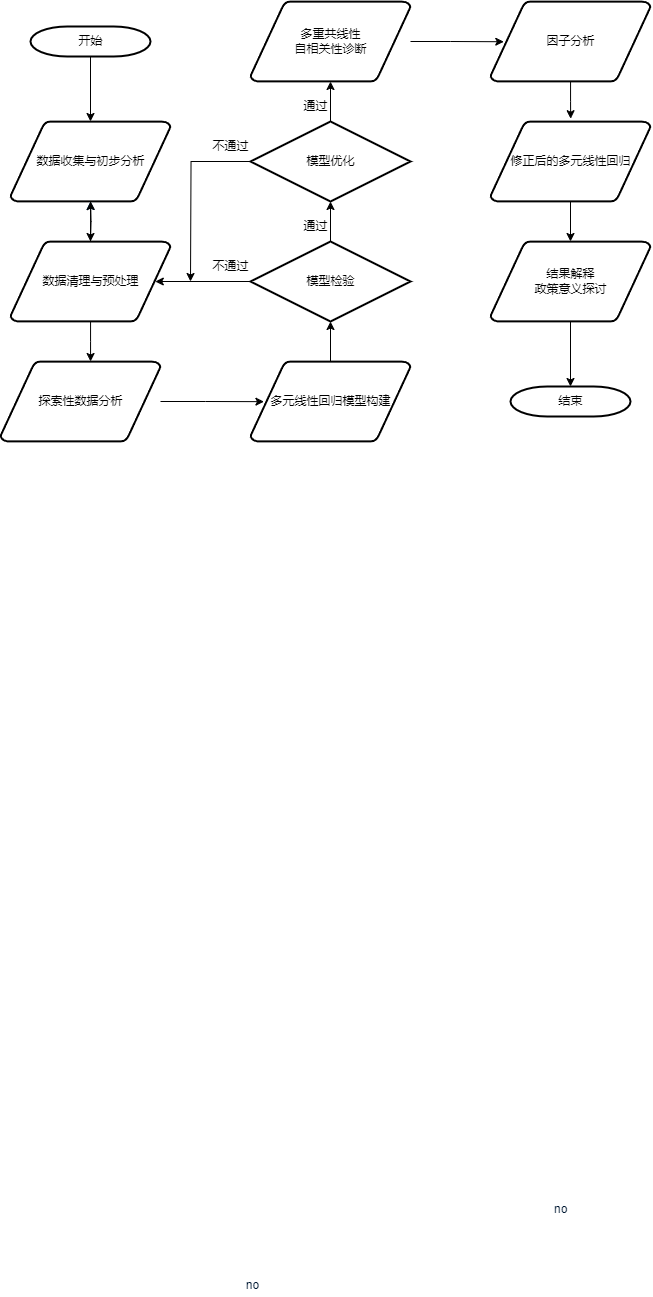 开始
数据收集与初步分析
数据清理与预处理
探索性数据分析
多元线性回归模型构建
模型检验
不通过
通过
模型优化
不通过
通过
多重共线性
自相关性诊断
因子分析
修正后的多元线性回归
结果解释
政策意义探讨
结束
no
no